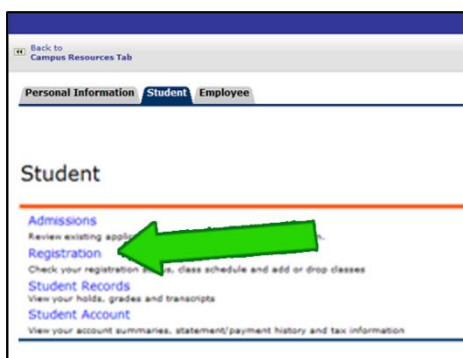 Back to
Campus Resources Tab
Personal Information Student Employee
Student
Admissions
Review existing
Registration
Check your registration status, class schedule and add or drop classes
Student Records
View your holds, grades and transcripts
Student Account
View your account summaries, statement/payment history and tax information